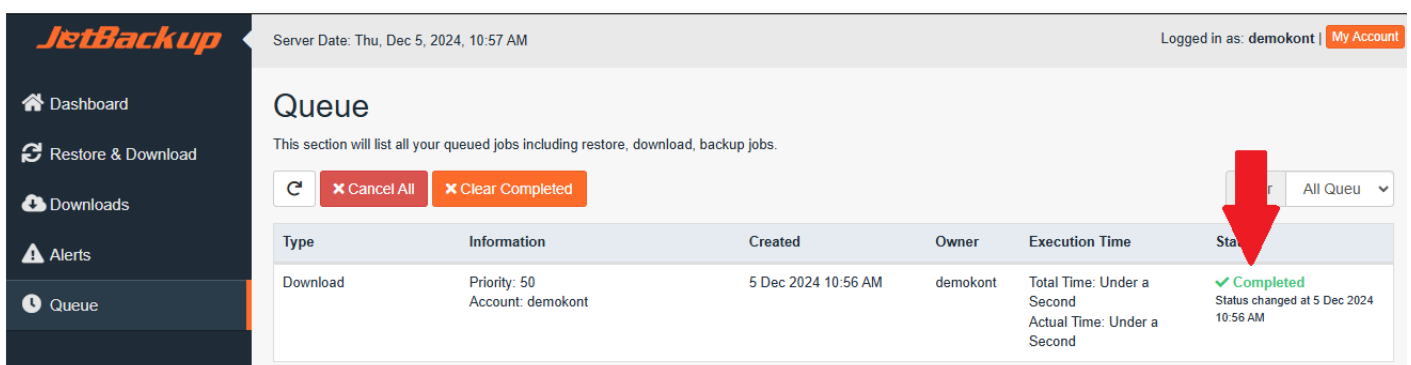 JetBackup
Server Date: Thu, Dec 5, 2024, 10:57 AM
Logged in as: demokont | My Account
Dashboard
Restore & Download
Downloads
Alerts
Queue
Queue
This section will list all your queued jobs including restore, download, backup jobs.
Cancel All
Clear Completed
All Queu
Type Information Created Owner Execution Time
Download Priority: 50 5 Dec 2024 10:56 AM demokont Total Time: Under a Completed
Account: demokont Second Status changed at 5 Dec 2024
Actual Time: Under a 10:56 AM
Second